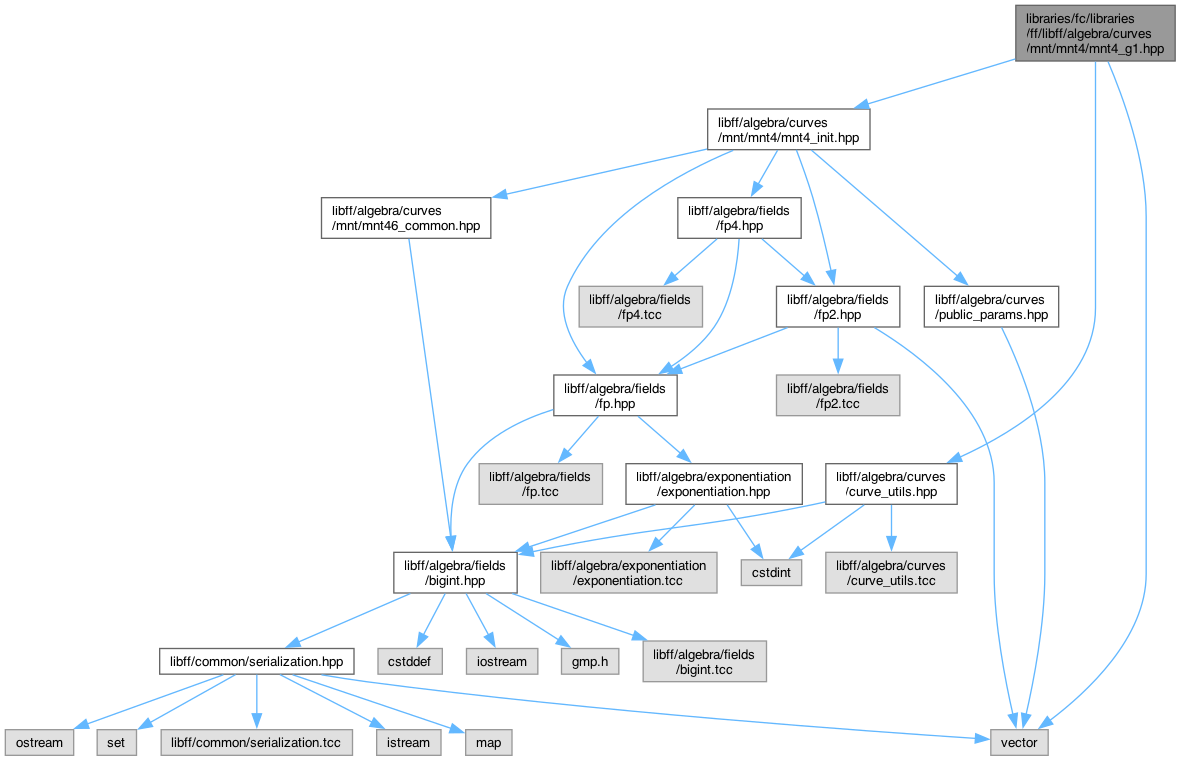 libraries/fc/libraries
/ff/libff/algebra/curves
/mnt/mnt4/mnt4_g1.hpp
libff/algebra/curves
/mnt/mnt4/mnt4_init.hpp
libff/algebra/curves
/mnt/mnt46_common.hpp
libff/algebra/fields
/fp4.hpp
libff/algebra/fields
/fp4.tcc
libff/algebra/fields
/fp2.hpp
libff/algebra/curves
/public_params.hpp
libff/algebra/fields
/fp.hpp
libff/algebra/fields
/fp2.tcc
libff/algebra/fields
/fp.tcc
libff/algebra/exponentiation
/exponentiation.hpp
libff/algebra/curves
/curve_utils.hpp
libff/algebra/fields
/bigint.hpp
libff/algebra/exponentiation
/exponentiation.tcc
cstdint
libff/algebra/curves
/curve_utils.tcc
libff/common/serialization.hpp
cstddef
iostream
gmp.h
libff/algebra/fields
/bigint.tcc
ostream
set
libff/common/serialization.tcc
istream
map
vector